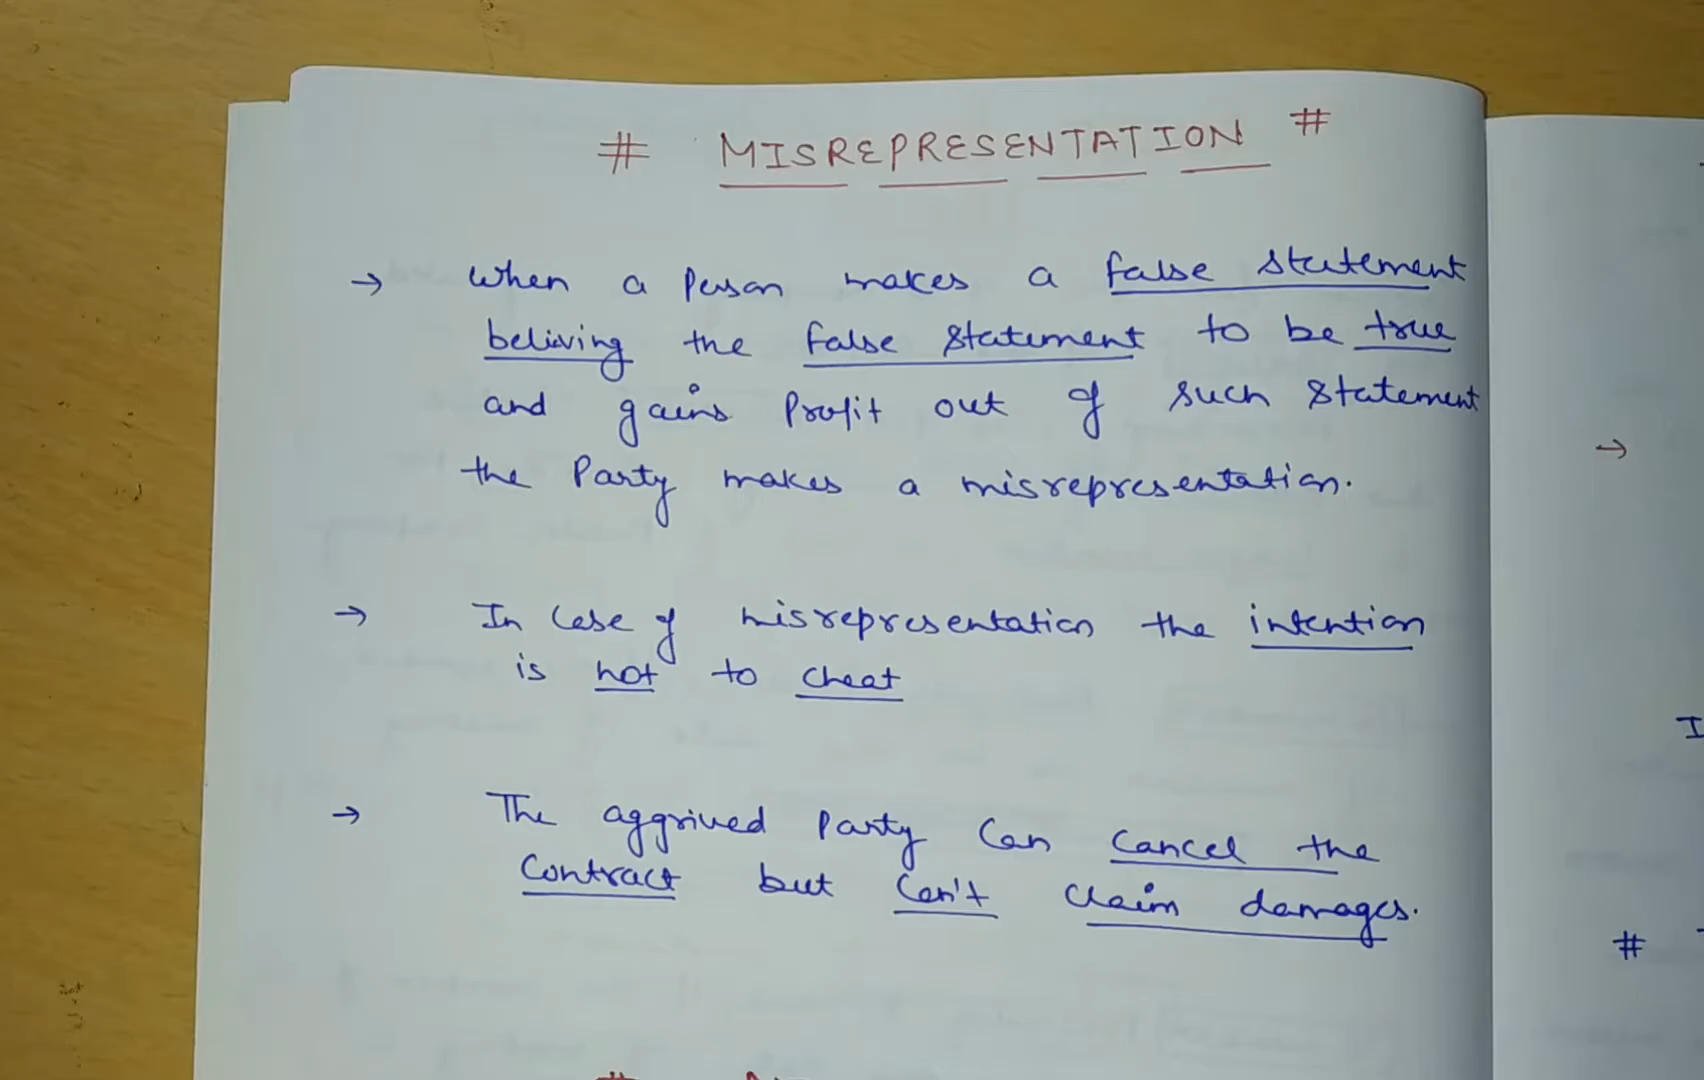 # MISREPRESENTATION #
→ When a Person makes a false statement
beliving the false statement to be true
and gains Profit out of such statement
the Party makes a misrepresentation.
→ In case of misrepresentation the intention
is not to cheat
→ The aggrived Party can cancel the
contract but can't claim damages.
→
I
#